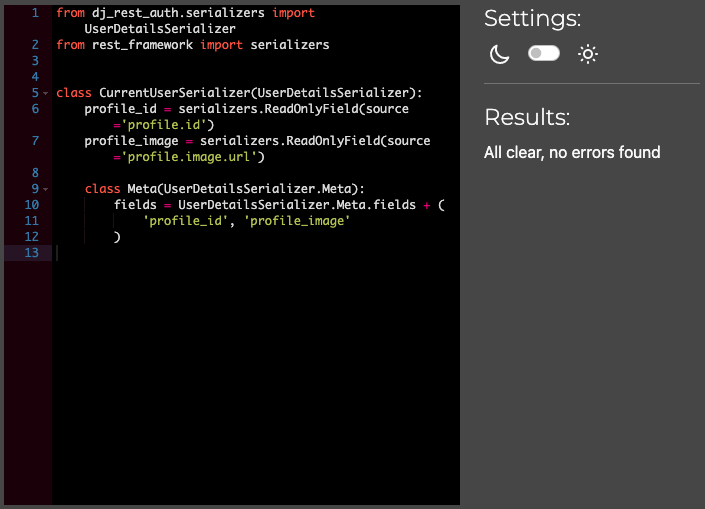 1 from dj_rest_auth.serializers import
UserDetailsSerializer
2 from rest_framework import serializers
3
4
5 class CurrentUserSerializer(UserDetailsSerializer):
6 profile_id = serializers.ReadOnlyField(source
='profile.id')
7 profile_image = serializers.ReadOnlyField(source
='profile.image.url')
8
9 class Meta(UserDetailsSerializer.Meta):
10 fields = UserDetailsSerializer.Meta.fields + (
11 'profile_id', 'profile_image'
12 )
13
Settings:
Results:
All clear, no errors found